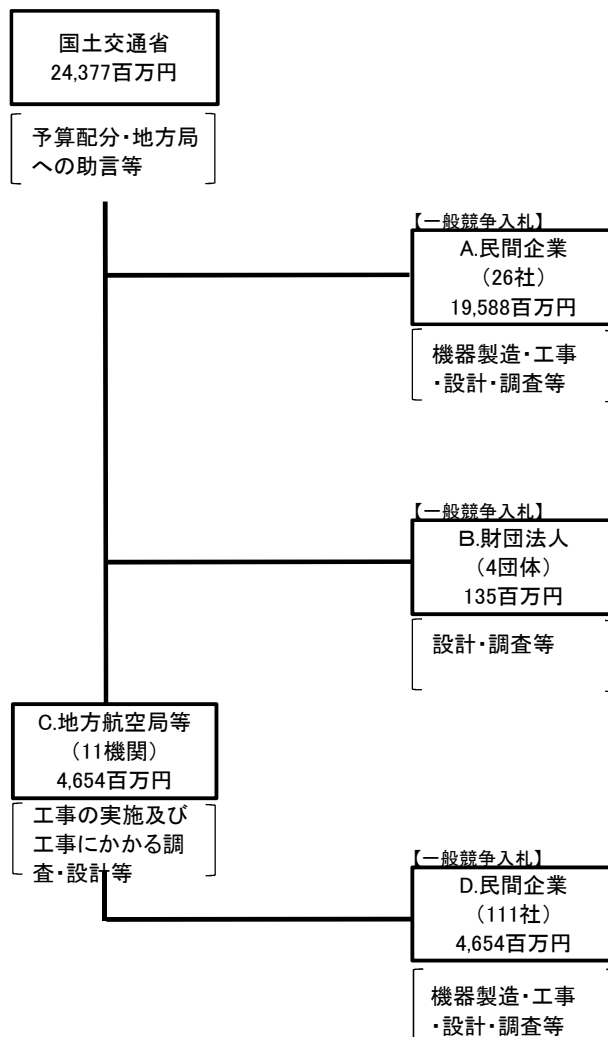 国土交通省
24,377百万円
予算配分・地方局
への助言等
【一般競争入札】
A.民間企業
（26社）
19,588百万円
機器製造・工事
・設計・調査等
【一般競争入札】
B.財団法人
（4団体）
135百万円
設計・調査等
C.地方航空局等
（11機関）
4,654百万円
工事の実施及び
工事にかかる調
査・設計等
【一般競争入札】
D.民間企業
（111社）
4,654百万円
機器製造・工事
・設計・調査等